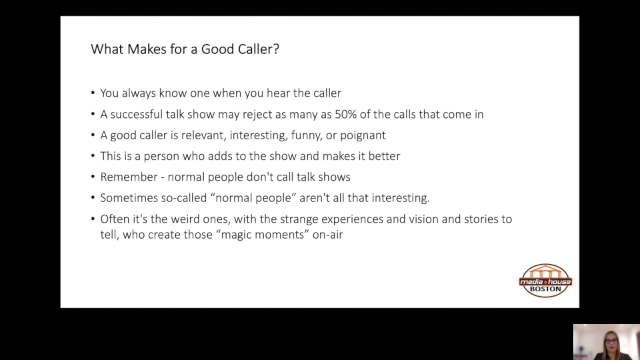 What Makes for a Good Caller?
• You always know one when you hear the caller
• A successful talk show may reject as many as 50% of the calls that come in
• A good caller is relevant, interesting, funny, or poignant
• This is a person who adds to the show and makes it better
• Remember - normal people don't call talk shows
• Sometimes so-called “normal people” aren't all that interesting.
• Often it's the weird ones, with the strange experiences and vision and stories to
tell, who create those “magic moments” on-air
media house
BOSTON